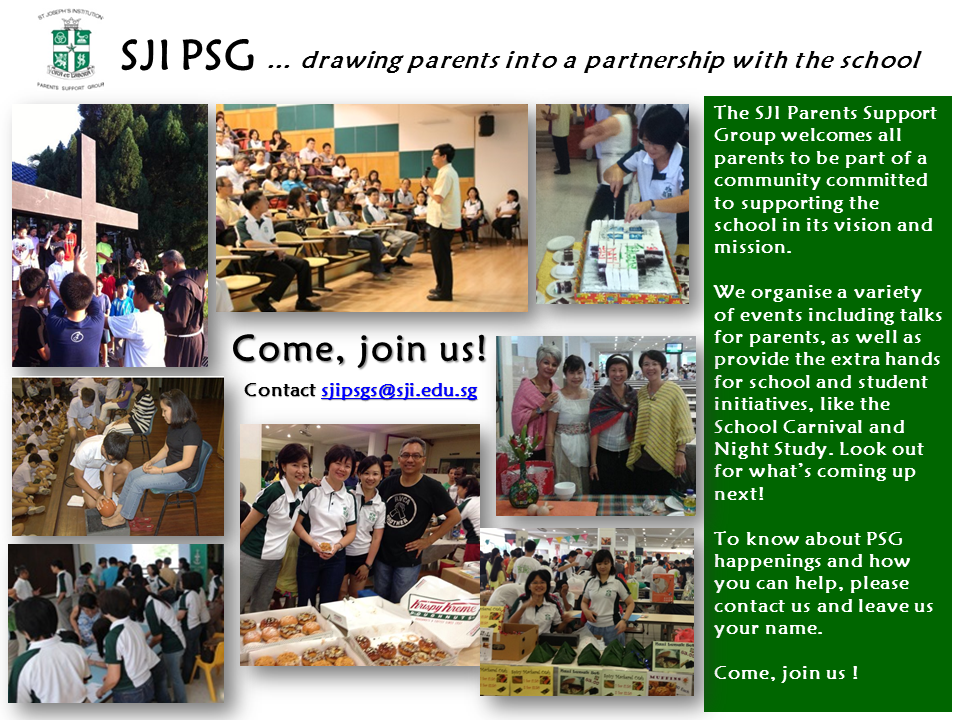 ST JOSEPH'S INSTITUTION
ORA ET LABORA
PARENTS SUPPORT GROUP
SJI PSG ... drawing parents into a partnership with the school
Come, join us!
Contact sjipsgs@sji.edu.sg
Krispy Kreme
DOUGHNUTS
The SJI Parents Support
Group welcomes all
parents to be part of a
community committed
to supporting the
school in its vision and
mission.
We organise a variety
of events including talks
for parents, as well as
provide the extra hands
for school and student
initiatives, like the
School Carnival and
Night Study. Look out
for what's coming up
next!
To know about PSG
happenings and how
you can help, please
contact us and leave us
your name.
Come, join us !